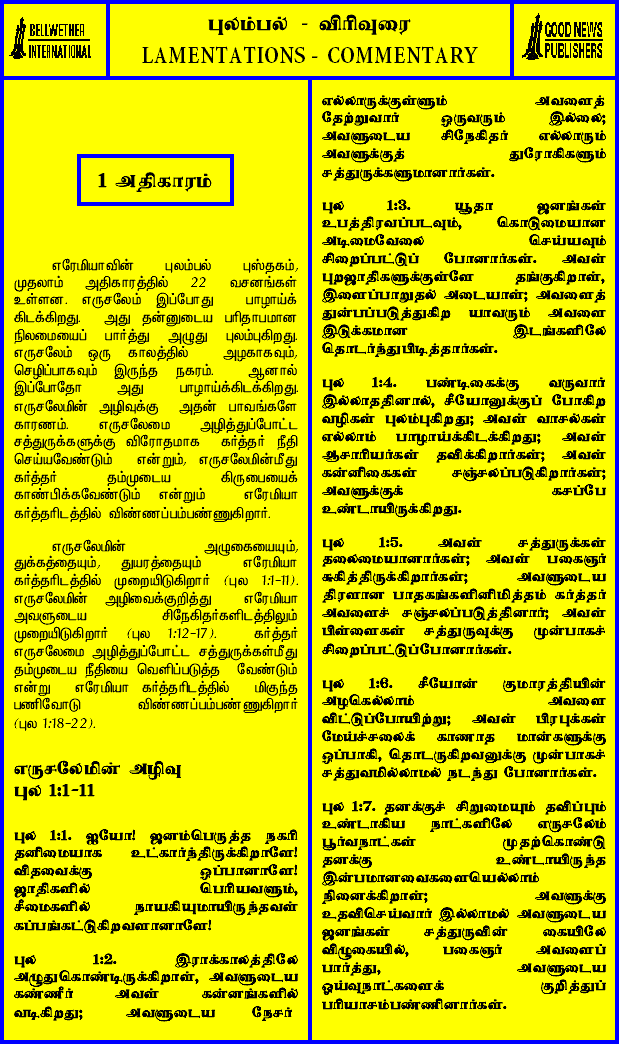 BELLWETHER
INTERNATIONAL
புலம்பல் - விரிவுரை
LAMENTATIONS - COMMENTARY
GOOD NEWS
PUBLISHERS
1 அதிகாரம்
எரேமியாவின் புலம்பல் புஸ்தகம்,
முதலாம் அதிகாரத்தில் 22 வசனங்கள்
உள்ளன. எருசலேம் இப்போது பாழாய்க்
கிடக்கிறது. அது தன்னுடைய பரிதாபமான
நிலமையைப் பார்த்து அழுது புலம்புகிறது.
எருசலேம் ஒரு காலத்தில் அழகாகவும்,
செழிப்பாகவும் இருந்த நகரம். ஆனால்
இப்போதோ அது பாழாய்க்கிடக்கிறது.
எருசலேமின் அழிவுக்கு அதன் பாவங்களே
காரணம். எருசலேமை அழித்துப்போட்ட
சத்துருக்களுக்கு விரோதமாக கர்த்தர் நீதி
செய்யவேண்டும் என்றும், எருசலேமின்மீது
கர்த்தர் தம்முடைய கிருபையைக்
காண்பிக்கவேண்டும் என்றும் எரேமியா
கர்த்தரிடத்தில் விண்ணப்பம்பண்ணுகிறார்.
எருசலேமின் அழுகையையும்,
துக்கத்தையும், துயரத்தையும் எரேமியா
கர்த்தரிடத்தில் முறையிடுகிறார் (புல 1:1-11).
எருசலேமின் அழிவைக்குறித்து எரேமியா
அவளுடைய சிநேகிதர்களிடத்திலும்
முறையிடுகிறார் (புல 1:12-17). கர்த்தர்
எருசலேமை அழித்துப்போட்ட சத்துருக்கள்மீது
தம்முடைய நீதியை வெளிப்படுத்த வேண்டும்
என்று எரேமியா கர்த்தரிடத்தில் மிகுந்த
பணிவோடு விண்ணப்பம்பண்ணுகிறார்
(புல 1:18-22).
எருசலேமின் அழிவு
புல 1:1-11
புல 1:1. ஐயோ! ஜனம்பெருத்த நகரி
தனிமையாக உட்கார்ந்திருக்கிறாளே!
விதவைக்கு ஒப்பானாளே!
ஜாதிகளில் பெரியவளும்,
சீமைகளில் நாயகியுமாயிருந்தவள்
கப்பங்கட்டுகிறவளானாளே!
புல 1:2. இராக்காலத்திலே
அழுதுகொண்டிருக்கிறாள், அவளுடைய
கண்ணீர் அவள் கன்னங்களில்
வடிகிறது; அவளுடைய நேசர்
எல்லாருக்குள்ளும் அவளைத்
தேற்றுவார் ஒருவரும் இல்லை;
அவளுடைய சிநேகிதர் எல்லாரும்
அவளுக்குத் துரோகிகளும்
சத்துருக்களுமானார்கள்.
புல 1:3. யூதா ஜனங்கள்
உபத்திரவப்படவும், கொடுமையான
அடிமைவேலை செய்யவும்
சிறைப்பட்டுப் போனார்கள். அவள்
புறஜாதிகளுக்குள்ளே தங்குகிறாள்,
இளைப்பாறுதல் அடையாள்; அவளைத்
துன்பப்படுத்துகிற யாவரும் அவளை
இடுக்கமான இடங்களிலே
தொடர்ந்துபிடித்தார்கள்.
புல 1:4. பண்டிகைக்கு வருவார்
இல்லாததினால், சீயோனுக்குப் போகிற
வழிகள் புலம்புகிறது; அவள் வாசல்கள்
எல்லாம் பாழாய்க்கிடக்கிறது; அவள்
ஆசாரியர்கள் தவிக்கிறார்கள்; அவள்
கன்னிகைகள் சஞ்சலப்படுகிறார்கள்;
அவளுக்குக் கசப்பே
உண்டாயிருக்கிறது.
புல 1:5. அவள் சத்துருக்கள்
தலைமையானார்கள்; அவள் பகைஞர்
சுகித்திருக்கிறார்கள்; அவளுடைய
திரளான பாதகங்களினிமித்தம் கர்த்தர்
அவளைச் சஞ்சலப்படுத்தினார்; அவள்
பிள்ளைகள் சத்துருவுக்கு முன்பாகச்
சிறைப்பட்டுப்போனார்கள்.
புல 1:6. சீயோன் குமாரத்தியின்
அழகெல்லாம் அவளை
விட்டுப்போயிற்று; அவள் பிரபுக்கள்
மேய்ச்சலைக் காணாத மான்களுக்கு
ஒப்பாகி, தொடருகிறவனுக்கு முன்பாகச்
சத்துவமில்லாமல் நடந்து போனார்கள்.
புல 1:7. தனக்குச் சிறுமையும் தவிப்பும்
உண்டாகிய நாட்களிலே எருசலேம்
பூர்வநாட்கள் முதற்கொண்டு
தனக்கு உண்டாயிருந்த
இன்பமானவைகளையெல்லாம்
நினைக்கிறாள்; அவளுக்கு
உதவிசெய்வார் இல்லாமல் அவளுடைய
ஜனங்கள் சத்துருவின் கையிலே
விழுகையில், பகைஞர் அவளைப்
பார்த்து, அவளுடைய
ஓய்வுநாட்களைக் குறித்துப்
பரியாசம்பண்ணினார்கள்.